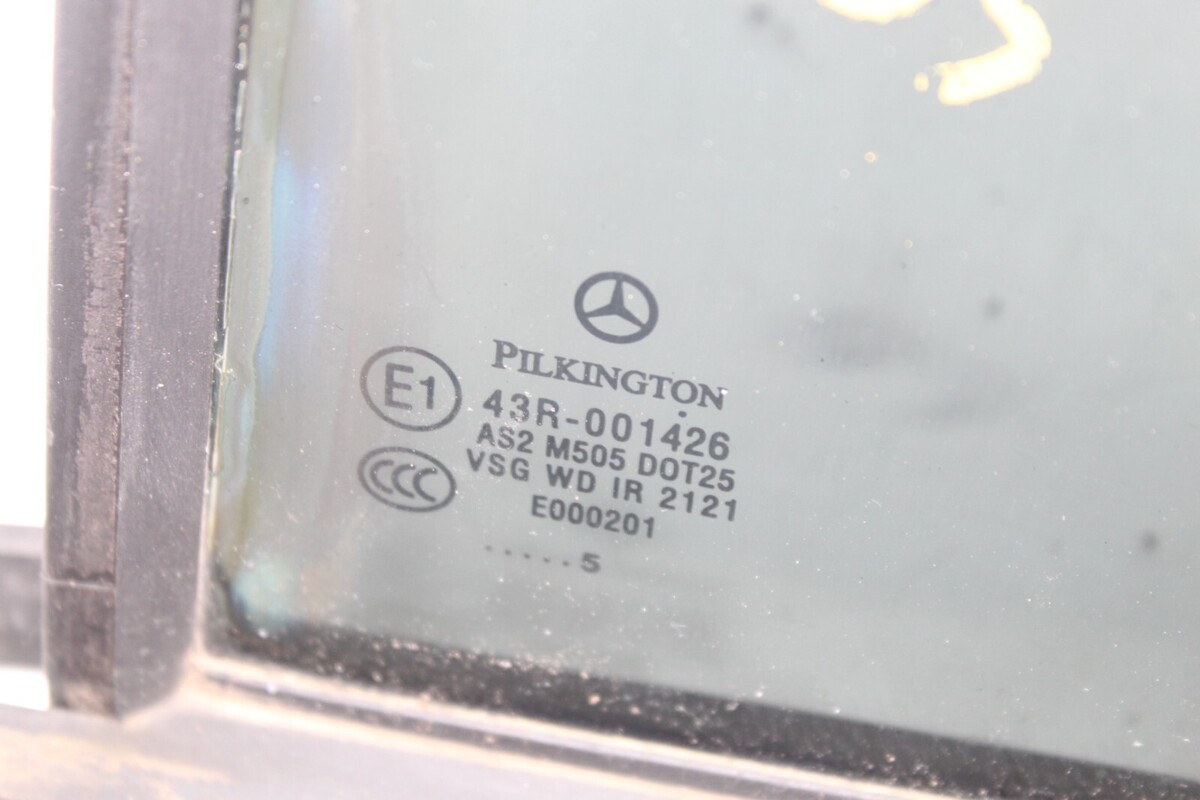 PILKINGTON
E1
43R-001426
AS2 M505 DOT25
CCC
VSG WD IR 2121
E000201
.....5